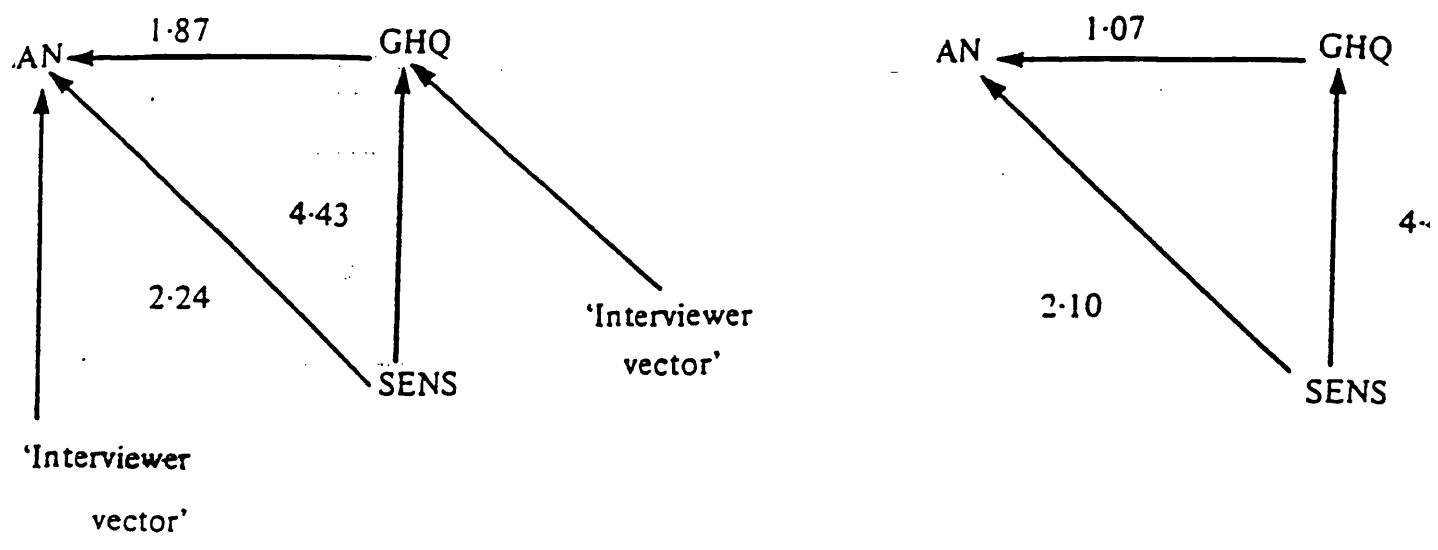 1·87
AN
GHQ
4·43
2·24
SENS
'Interviewer
vector'
'Interviewer
vector'
1·07
AN
GHQ
2·10
SENS